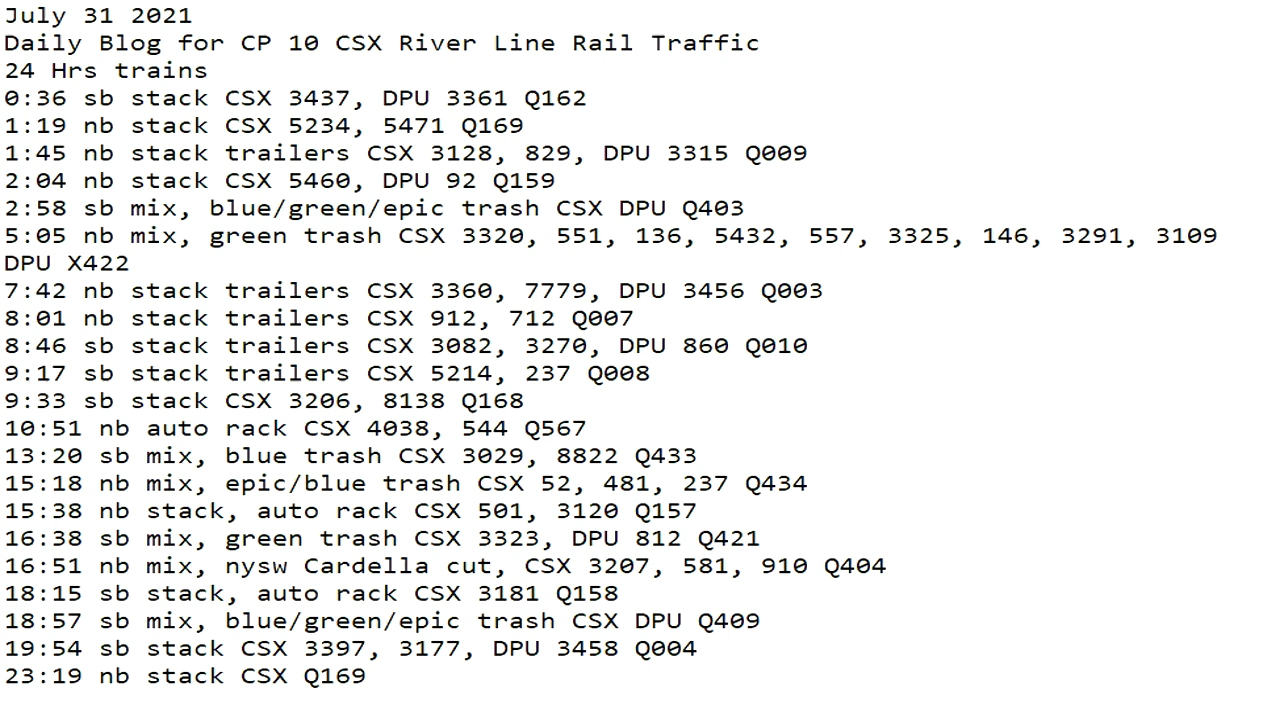 July 31 2021
Daily Blog for CP 10 CSX River Line Rail Traffic
24 Hrs trains
0:36 sb stack CSX 3437, DPU 3361 Q162
1:19 nb stack CSX 5234, 5471 Q169
1:45 nb stack trailers CSX 3128, 829, DPU 3315 Q009
2:04 nb stack CSX 5460, DPU 92 Q159
2:58 sb mix, blue/green/epic trash CSX DPU Q403
5:05 nb mix, green trash CSX 3320, 551, 136, 5432, 557, 3325, 146, 3291, 3109
DPU X422
7:42 nb stack trailers CSX 3360, 7779, DPU 3456 Q003
8:01 nb stack trailers CSX 912, 712 Q007
8:46 sb stack trailers CSX 3082, 3270, DPU 860 Q010
9:17 sb stack trailers CSX 5214, 237 Q008
9:33 sb stack CSX 3206, 8138 Q168
10:51 nb auto rack CSX 4038, 544 Q567
13:20 sb mix, blue trash CSX 3029, 8822 Q433
15:18 nb mix, epic/blue trash CSX 52, 481, 237 Q434
15:38 nb stack, auto rack CSX 501, 3120 Q157
16:38 sb mix, green trash CSX 3323, DPU 812 Q421
16:51 nb mix, nysw Cardella cut, CSX 3207, 581, 910 Q404
18:15 sb stack, auto rack CSX 3181 Q158
18:57 sb mix, blue/green/epic trash CSX DPU Q409
19:54 sb stack CSX 3397, 3177, DPU 3458 Q004
23:19 nb stack CSX Q169